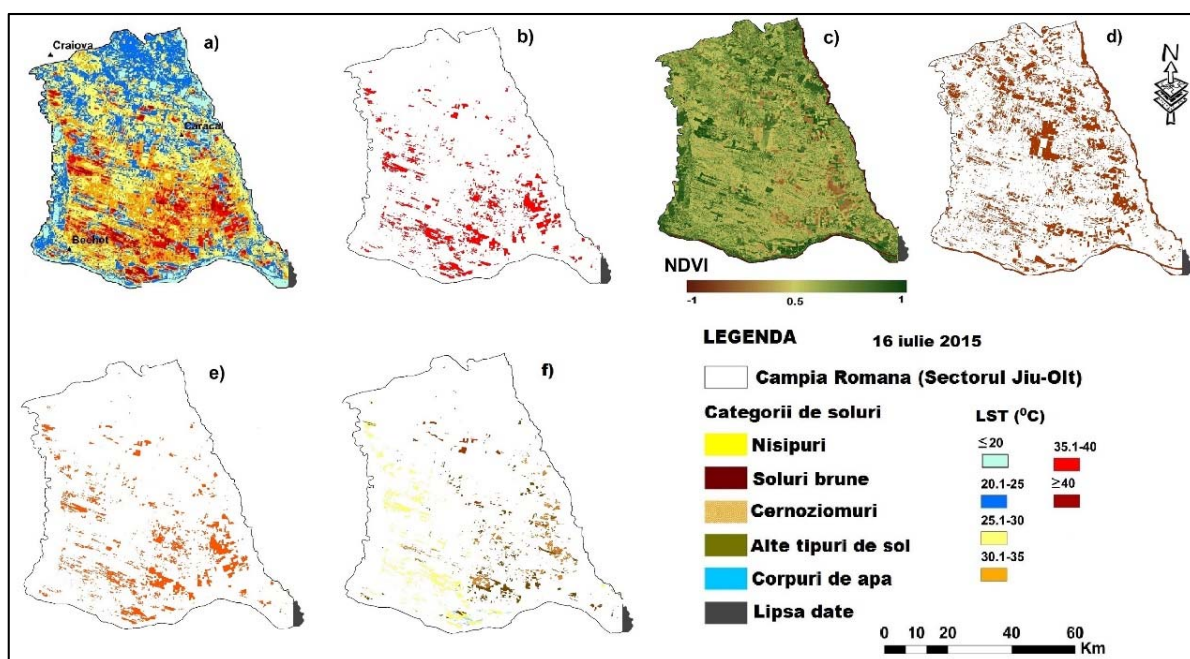 a)
Craiova
Caracal
Bechet
b)
c)
NDVI
-1 0.5 1
d)
N
e)
f)
LEGENDA 16 iulie 2015
Campia Romana (Sectorul Jiu-Olt)
Categorii de soluri
Nisipuri
Soluri brune
Cernoziomuri
Alte tipuri de sol
Corpuri de apa
Lipsa date
LST (⁰C)
≤20
35.1-40
20.1-25
≥40
25.1-30
30.1-35
0 10 20 40 60
Km